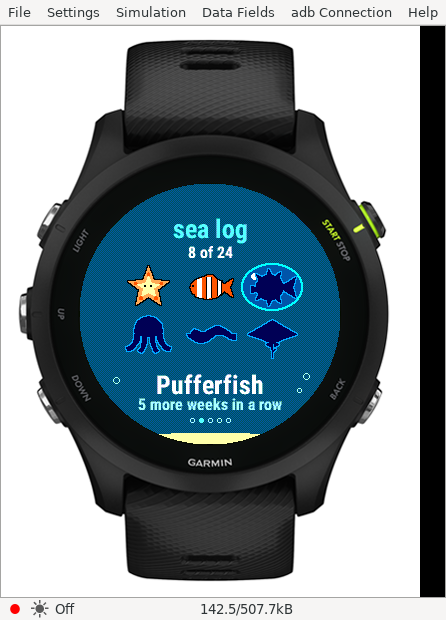 File Settings Simulation Data Fields adb Connection Help
LIGHT
START STOP
sea log
8 of 24
UP
DOWN
BACK
Pufferfish
5 more weeks in a row
GARMIN
Off
142.5/507.7kB